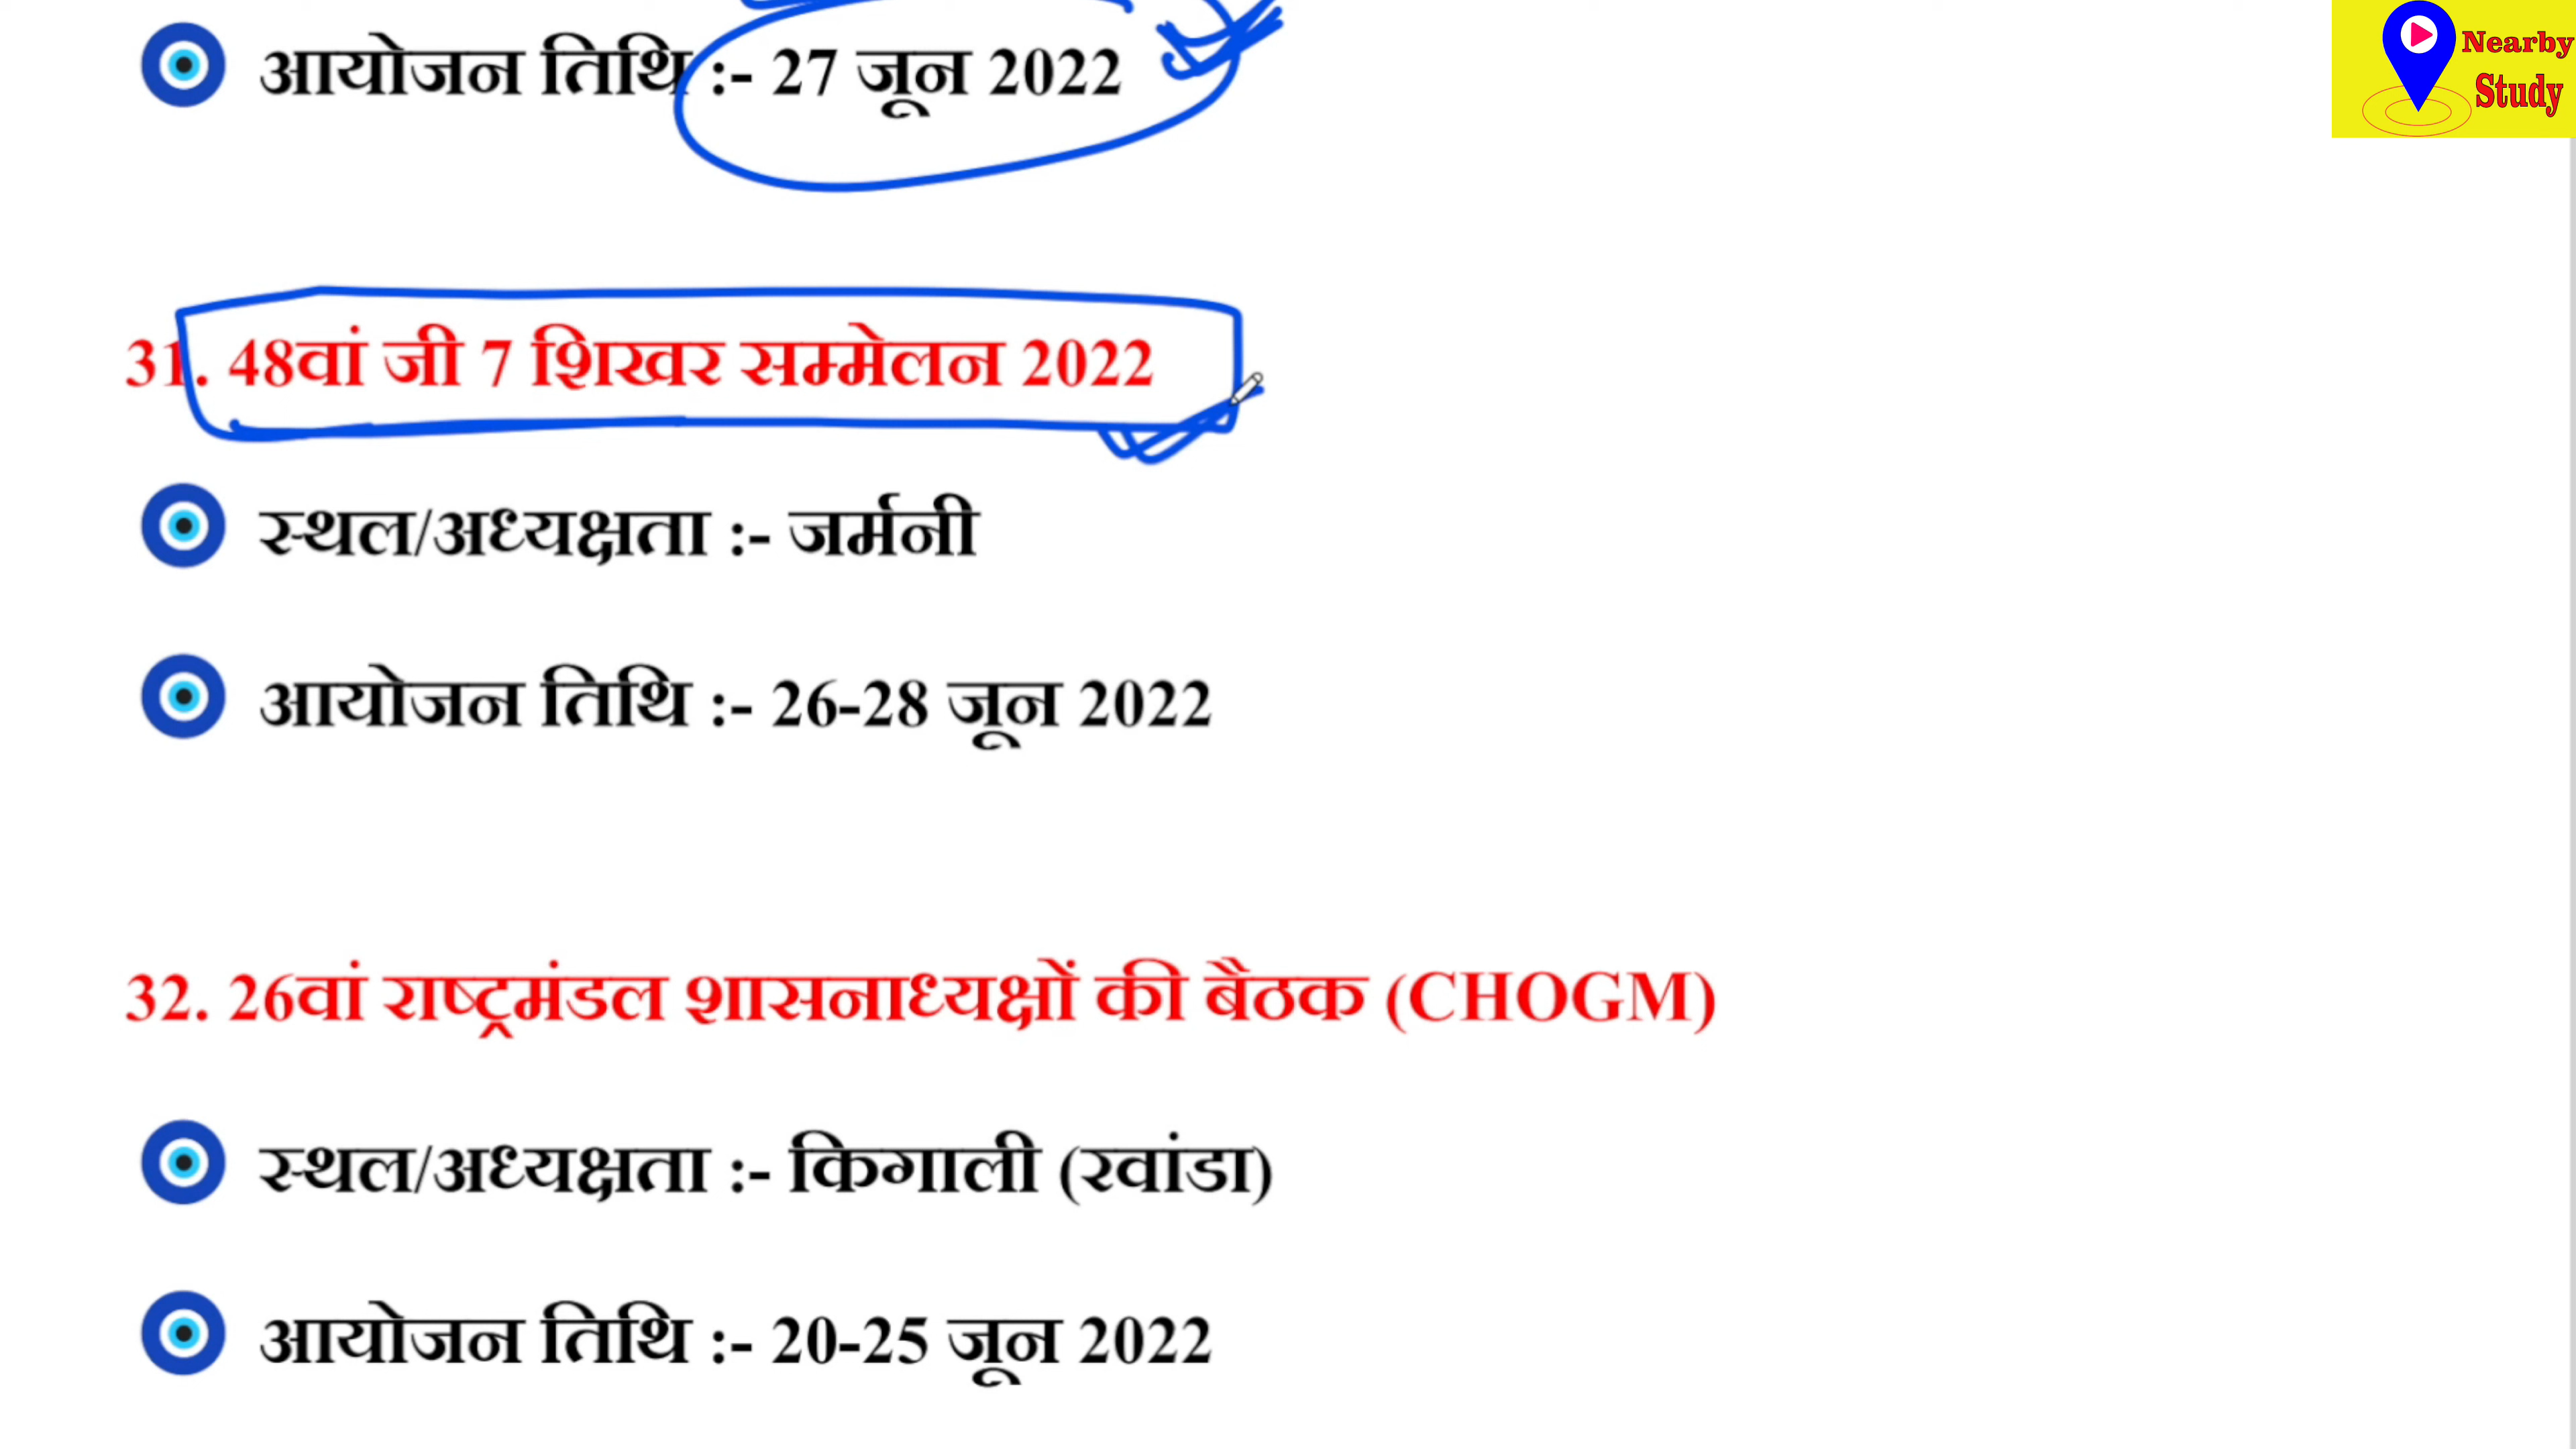 आयोजन तिथि :- 27 जून 2022
Nearby
Study
31. 48वां जी 7 शिखर सम्मेलन 2022
स्थल/अध्यक्षता :- जर्मनी
आयोजन तिथि :- 26-28 जून 2022
32. 26वां राष्ट्रमंडल शासनाध्यक्षों की बैठक (CHOGM)
स्थल/अध्यक्षता :- किगाली (रवांडा)
आयोजन तिथि :- 20-25 जून 2022